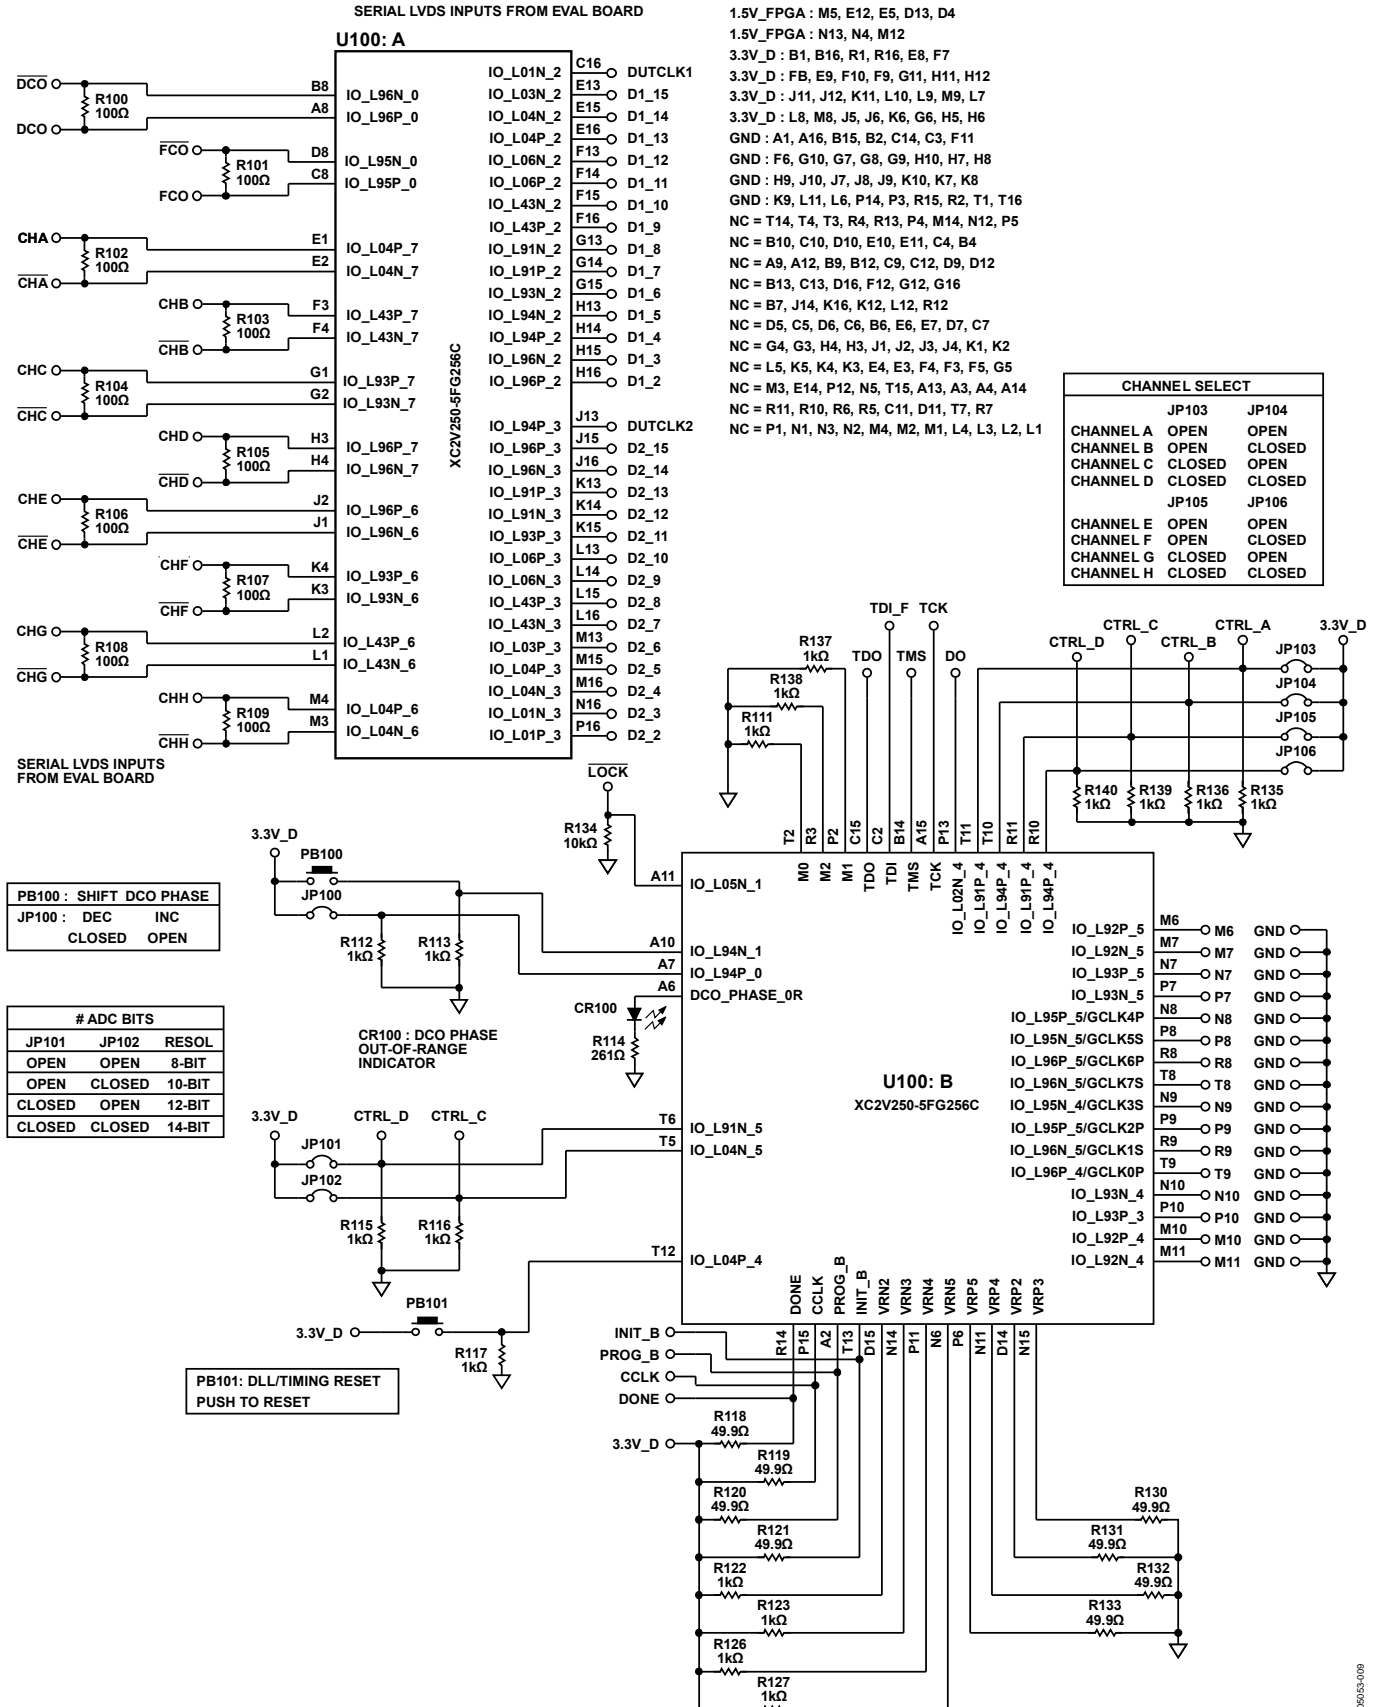 SERIAL LVDS INPUTS FROM EVAL BOARD
U100: A
DCO
R100
100Ω
DCO
B8
A8
IO_L96N_0
IO_L96P_0
FCO
R101
100Ω
FCO
D8
C8
IO_L95N_0
IO_L95P_0
CHA
R102
100Ω
CHA
E1
E2
IO_L04P_7
IO_L04N_7
CHB
R103
100Ω
CHB
F3
F4
IO_L43P_7
IO_L43N_7
CHC
R104
100Ω
CHC
G1
G2
IO_L93P_7
IO_L93N_7
CHD
R105
100Ω
CHD
H3
H4
IO_L96P_7
IO_L96N_7
CHE
R106
100Ω
CHE
J2
J1
IO_L96P_6
IO_L96N_6
CHF
R107
100Ω
CHF
K4
K3
IO_L93P_6
IO_L93N_6
CHG
R108
100Ω
CHG
L2
L1
IO_L43P_6
IO_L43N_6
CHH
R109
100Ω
CHH
M4
M3
IO_L04P_6
IO_L04N_6
SERIAL LVDS INPUTS
FROM EVAL BOARD
XC2V250-5FG256C
IO_L01N_2 C16 DUTCLK1
IO_L03N_2 E13 D1_15
IO_L04N_2 E15 D1_14
IO_L04P_2 E16 D1_13
IO_L06N_2 F13 D1_12
IO_L06P_2 F14 D1_11
IO_L43N_2 F15 D1_10
IO_L43P_2 F16 D1_9
IO_L91N_2 G13 D1_8
IO_L91P_2 G14 D1_7
IO_L93N_2 G15 D1_6
IO_L94N_2 H13 D1_5
IO_L94P_2 H14 D1_4
IO_L96N_2 H15 D1_3
IO_L96P_2 H16 D1_2
IO_L94P_3 J13 DUTCLK2
IO_L96P_3 J15 D2_15
IO_L96N_3 J16 D2_14
IO_L91P_3 K13 D2_13
IO_L91N_3 K14 D2_12
IO_L93P_3 K15 D2_11
IO_L06P_3 L13 D2_10
IO_L06N_3 L14 D2_9
IO_L43P_3 L15 D2_8
IO_L43N_3 L16 D2_7
IO_L03P_3 M13 D2_6
IO_L04P_3 M15 D2_5
IO_L04N_3 M16 D2_4
IO_L01N_3 N16 D2_3
IO_L01P_3 P16 D2_2
1.5V_FPGA : M5, E12, E5, D13, D4
1.5V_FPGA : N13, N4, M12
3.3V_D : B1, B16, R1, R16, E8, F7
3.3V_D : FB, E9, F10, F9, G11, H11, H12
3.3V_D : J11, J12, K11, L10, L9, M9, L7
3.3V_D : L8, M8, J5, J6, K6, G6, H5, H6
GND : A1, A16, B15, B2, C14, C3, F11
GND : F6, G10, G7, G8, G9, H10, H7, H8
GND : H9, J10, J7, J8, J9, K10, K7, K8
GND : K9, L11, L6, P14, P3, R15, R2, T1, T16
NC = T14, T4, T3, R4, R13, P4, M14, N12, P5
NC = B10, C10, D10, E10, E11, C4, B4
NC = A9, A12, B9, B12, C9, C12, D9, D12
NC = B13, C13, D16, F12, G12, G16
NC = B7, J14, K16, K12, L12, R12
NC = D5, C5, D6, C6, B6, E6, E7, D7, C7
NC = G4, G3, H4, H3, J1, J2, J3, J4, K1, K2
NC = L5, K5, K4, K3, E4, E3, F4, F3, F5, G5
NC = M3, E14, P12, N5, T15, A13, A3, A4, A14
NC = R11, R10, R6, R5, C11, D11, T7, R7
NC = P1, N1, N3, N2, M4, M2, M1, L4, L3, L2, L1
CHANNEL SELECT
JP103 JP104
CHANNEL A OPEN OPEN
CHANNEL B OPEN CLOSED
CHANNEL C CLOSED OPEN
CHANNEL D CLOSED CLOSED
JP105 JP106
CHANNEL E OPEN OPEN
CHANNEL F OPEN CLOSED
CHANNEL G CLOSED OPEN
CHANNEL H CLOSED CLOSED
TDI_F TCK
TDO TMS DO
R137
1kΩ
R138
1kΩ
R111
1kΩ
CTRL_D CTRL_C CTRL_B CTRL_A 3.3V_D
JP103
JP104
JP105
JP106
R140
1kΩ
R139
1kΩ
R136
1kΩ
R135
1kΩ
LOCK
R134
10kΩ
T2 R3 P2 C15 C2 B14 A15 P13 T11 T10 R11 R10
M0 M2 M1 TDO TDI TMS TCK IO_L02N_4 IO_L91P_4 IO_L94N_4 IO_L91P_4 IO_L94P_4
3.3V_D
PB100
JP100
R112
1kΩ
R113
1kΩ
A11 IO_L05N_1
A10 IO_L94N_1
A7 IO_L94P_0
A6 DCO_PHASE_0R
CR100
R114
261Ω
CR100 : DCO PHASE
OUT-OF-RANGE
INDICATOR
PB100 : SHIFT DCO PHASE
JP100 : DEC INC
CLOSED OPEN
# ADC BITS
JP101 JP102 RESOL
OPEN OPEN 8-BIT
OPEN CLOSED 10-BIT
CLOSED OPEN 12-BIT
CLOSED CLOSED 14-BIT
3.3V_D CTRL_D CTRL_C
JP101
JP102
R115
1kΩ
R116
1kΩ
T6 IO_L91N_5
T5 IO_L04N_5
T12 IO_L04P_4
PB101
3.3V_D
R117
1kΩ
PB101: DLL/TIMING RESET
PUSH TO RESET
U100: B
XC2V250-5FG256C
IO_L92P_5 M6 M6 GND
IO_L92N_5 M7 M7 GND
IO_L93P_5 N7 N7 GND
IO_L93N_5 P7 P7 GND
IO_L95P_5/GCLK4P N8 N8 GND
IO_L95N_5/GCLK5S P8 P8 GND
IO_L96P_5/GCLK6P R8 R8 GND
IO_L96N_5/GCLK7S T8 T8 GND
IO_L95N_4/GCLK3S N9 N9 GND
IO_L95P_5/GCLK2P P9 P9 GND
IO_L96N_5/GCLK1S R9 R9 GND
IO_L96P_4/GCLK0P T9 T9 GND
IO_L93N_4 N10 N10 GND
IO_L93P_3 P10 P10 GND
IO_L92P_4 M10 M10 GND
IO_L92N_4 M11 M11 GND
DONE CCLK PROG_B INIT_B VRN2 VRN3 VRN4 VRN5 VRP5 VRP4 VRP2 VRP3
R14 P15 A2 T13 D15 N14 P11 N6 P6 N11 D14 N15
INIT_B
PROG_B
CCLK
DONE
3.3V_D
R118
49.9Ω
R119
49.9Ω
R120
49.9Ω
R121
49.9Ω
R122
1kΩ
R123
1kΩ
R126
1kΩ
R127
1kΩ
R130
49.9Ω
R131
49.9Ω
R132
49.9Ω
R133
49.9Ω
05053-009